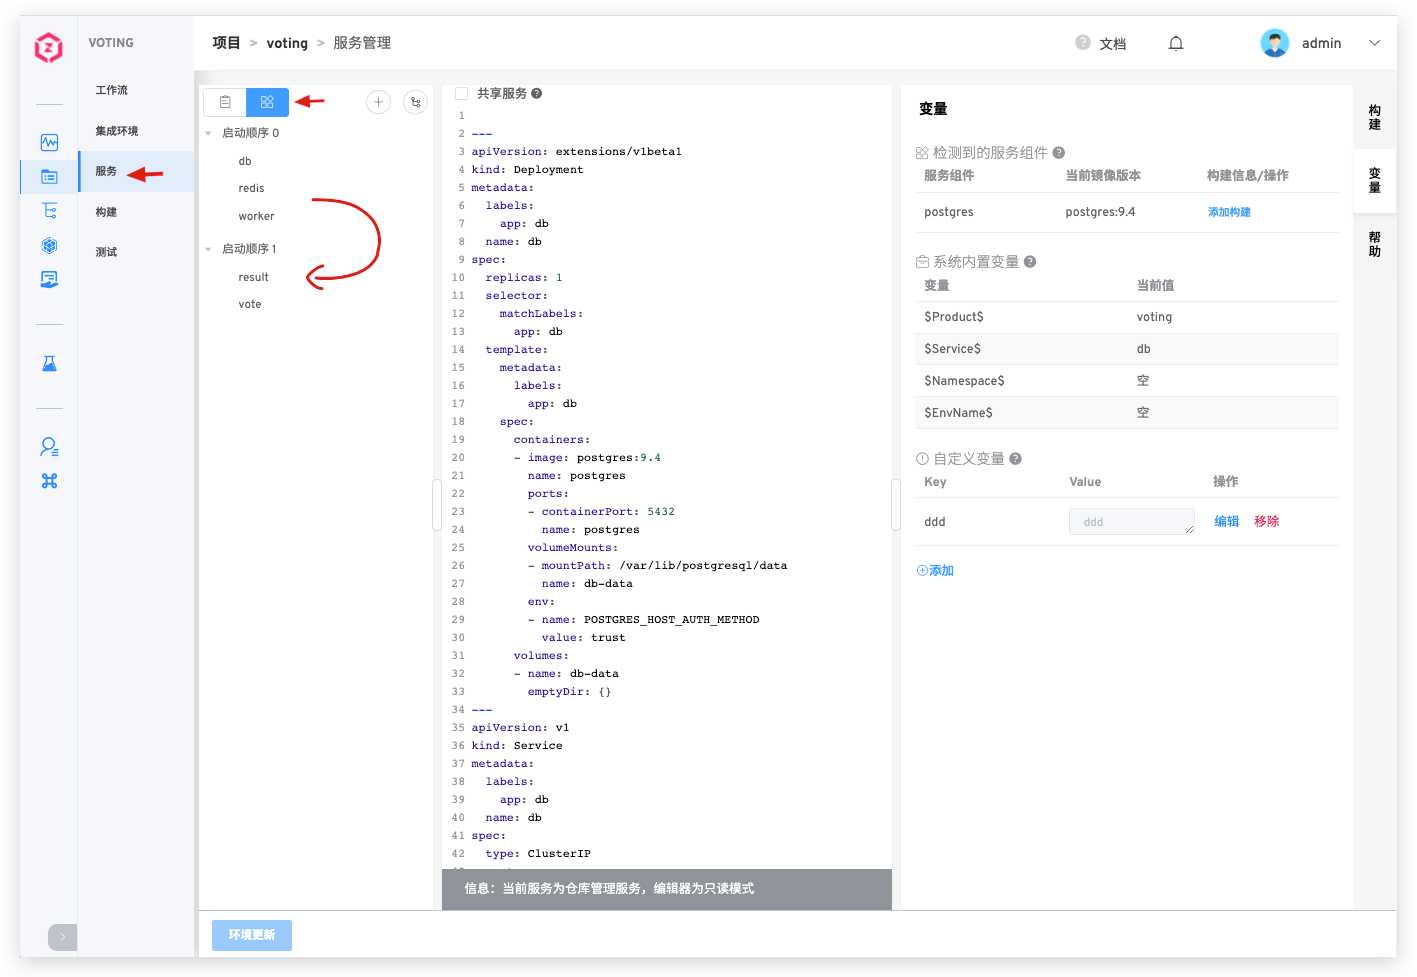 VOTING
工作流
集成环境
服务
构建
测试
项目 > voting > 服务管理
文档
admin
启动顺序 0
db
redis
worker
启动顺序 1
result
vote
共享服务
1
2 ---
3 apiVersion: extensions/v1beta1
4 kind: Deployment
5 metadata:
6 labels:
7 app: db
8 name: db
9 spec:
10 replicas: 1
11 selector:
12 matchLabels:
13 app: db
14 template:
15 metadata:
16 labels:
17 app: db
18 spec:
19 containers:
20 - image: postgres:9.4
21 name: postgres
22 ports:
23 - containerPort: 5432
24 name: postgres
25 volumeMounts:
26 - mountPath: /var/lib/postgresql/data
27 name: db-data
28 env:
29 - name: POSTGRES_HOST_AUTH_METHOD
30 value: trust
31 volumes:
32 - name: db-data
33 emptyDir: {}
34 ---
35 apiVersion: v1
36 kind: Service
37 metadata:
38 labels:
39 app: db
40 name: db
41 spec:
42 type: ClusterIP
信息：当前服务为仓库管理服务，编辑器为只读模式
变量
检测到的服务组件
服务组件 当前镜像版本 构建信息/操作
postgres postgres:9.4 添加构建
系统内置变量
变量 当前值
$Product$ voting
$Service$ db
$Namespace$ 空
$EnvName$ 空
自定义变量
Key Value 操作
ddd ddd 编辑 移除
添加
构建
变量
帮助
环境更新